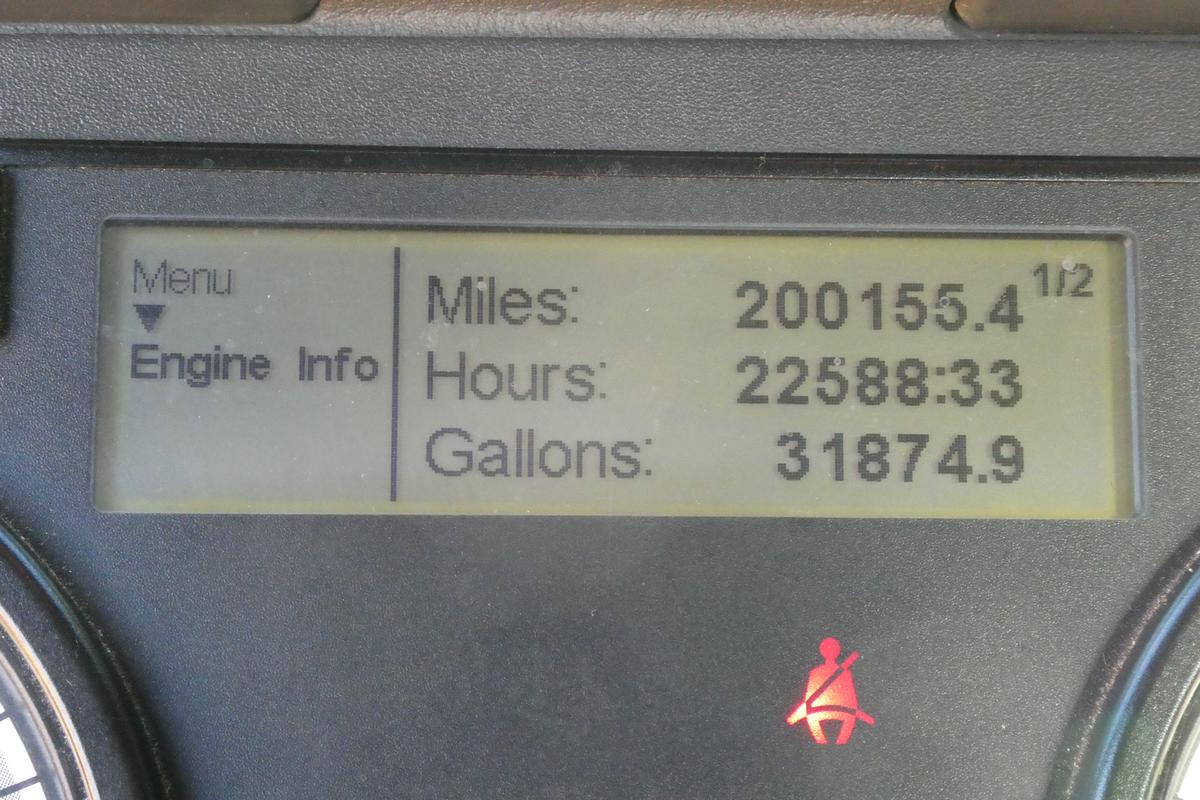 Menu
Engine Info
Miles: 200155.4 1/2
Hours: 22588:33
Gallons: 31874.9